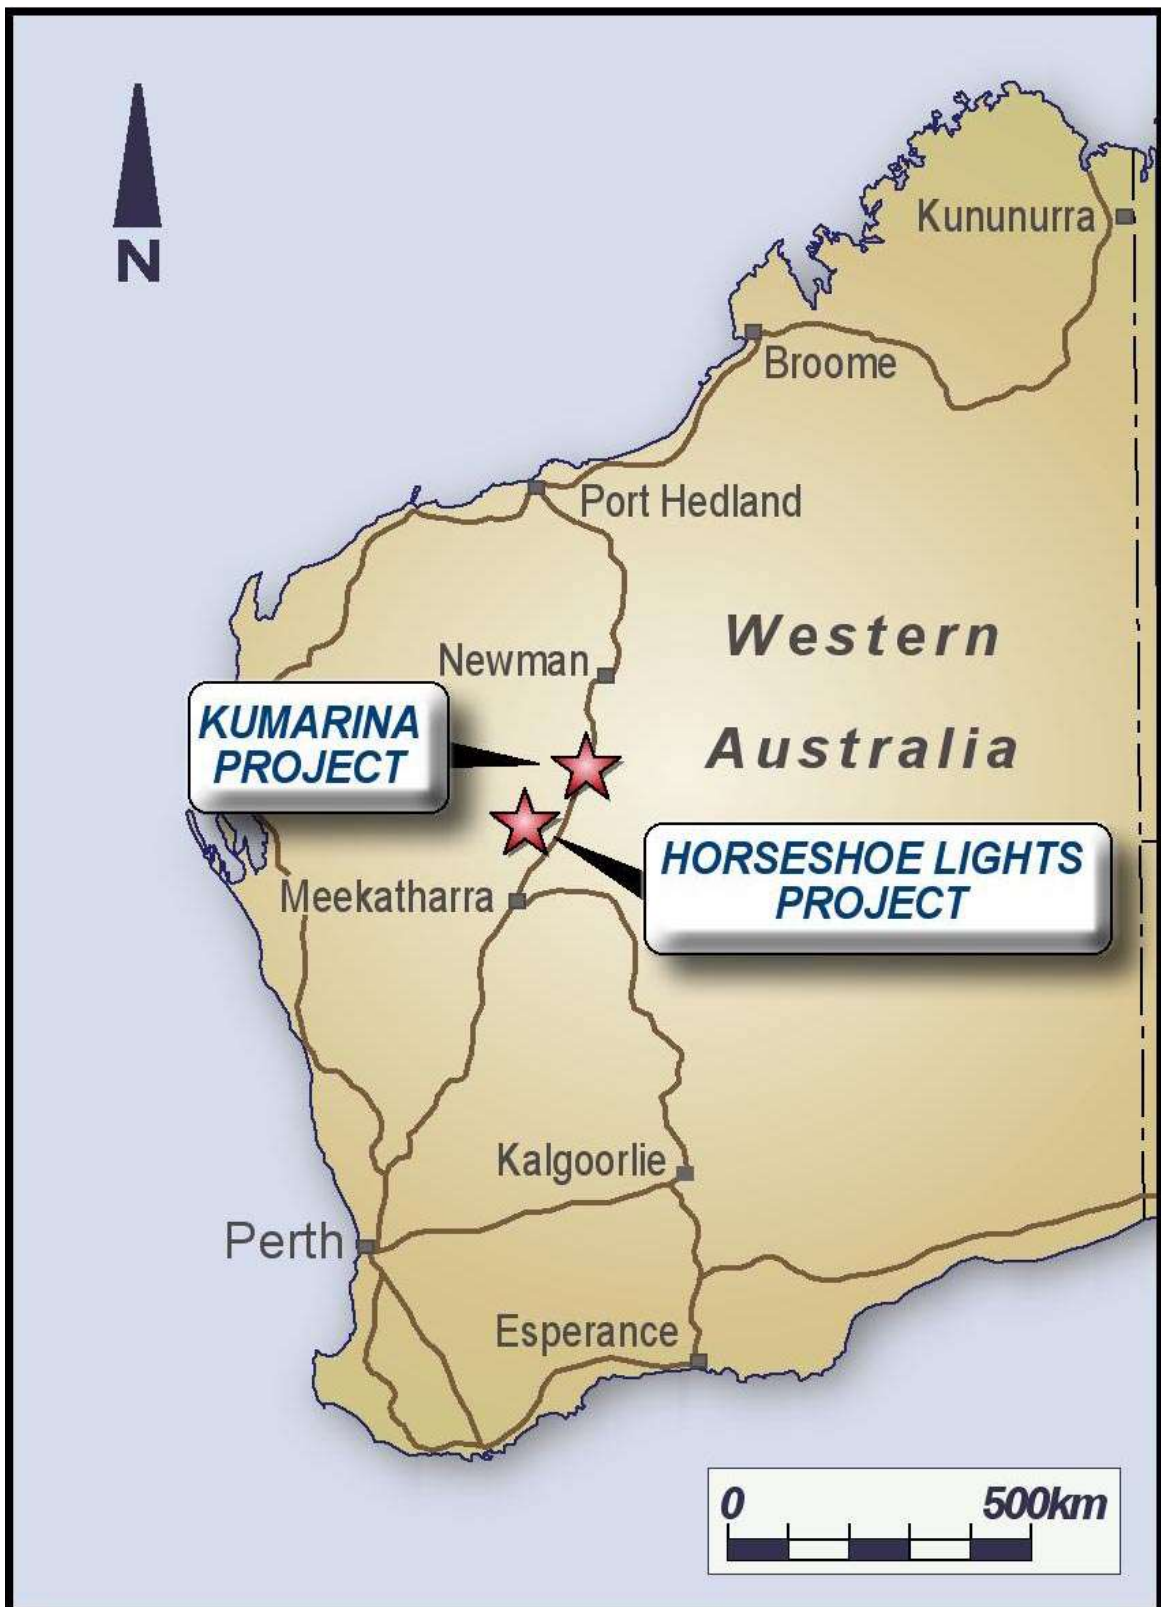 N
Kununurra
Broome
Port Hedland
Western
Newman
KUMARINA
PROJECT
Australia
HORSESHOE LIGHTS
PROJECT
Meekatharra
Kalgoorlie
Perth
Esperance
0 500km